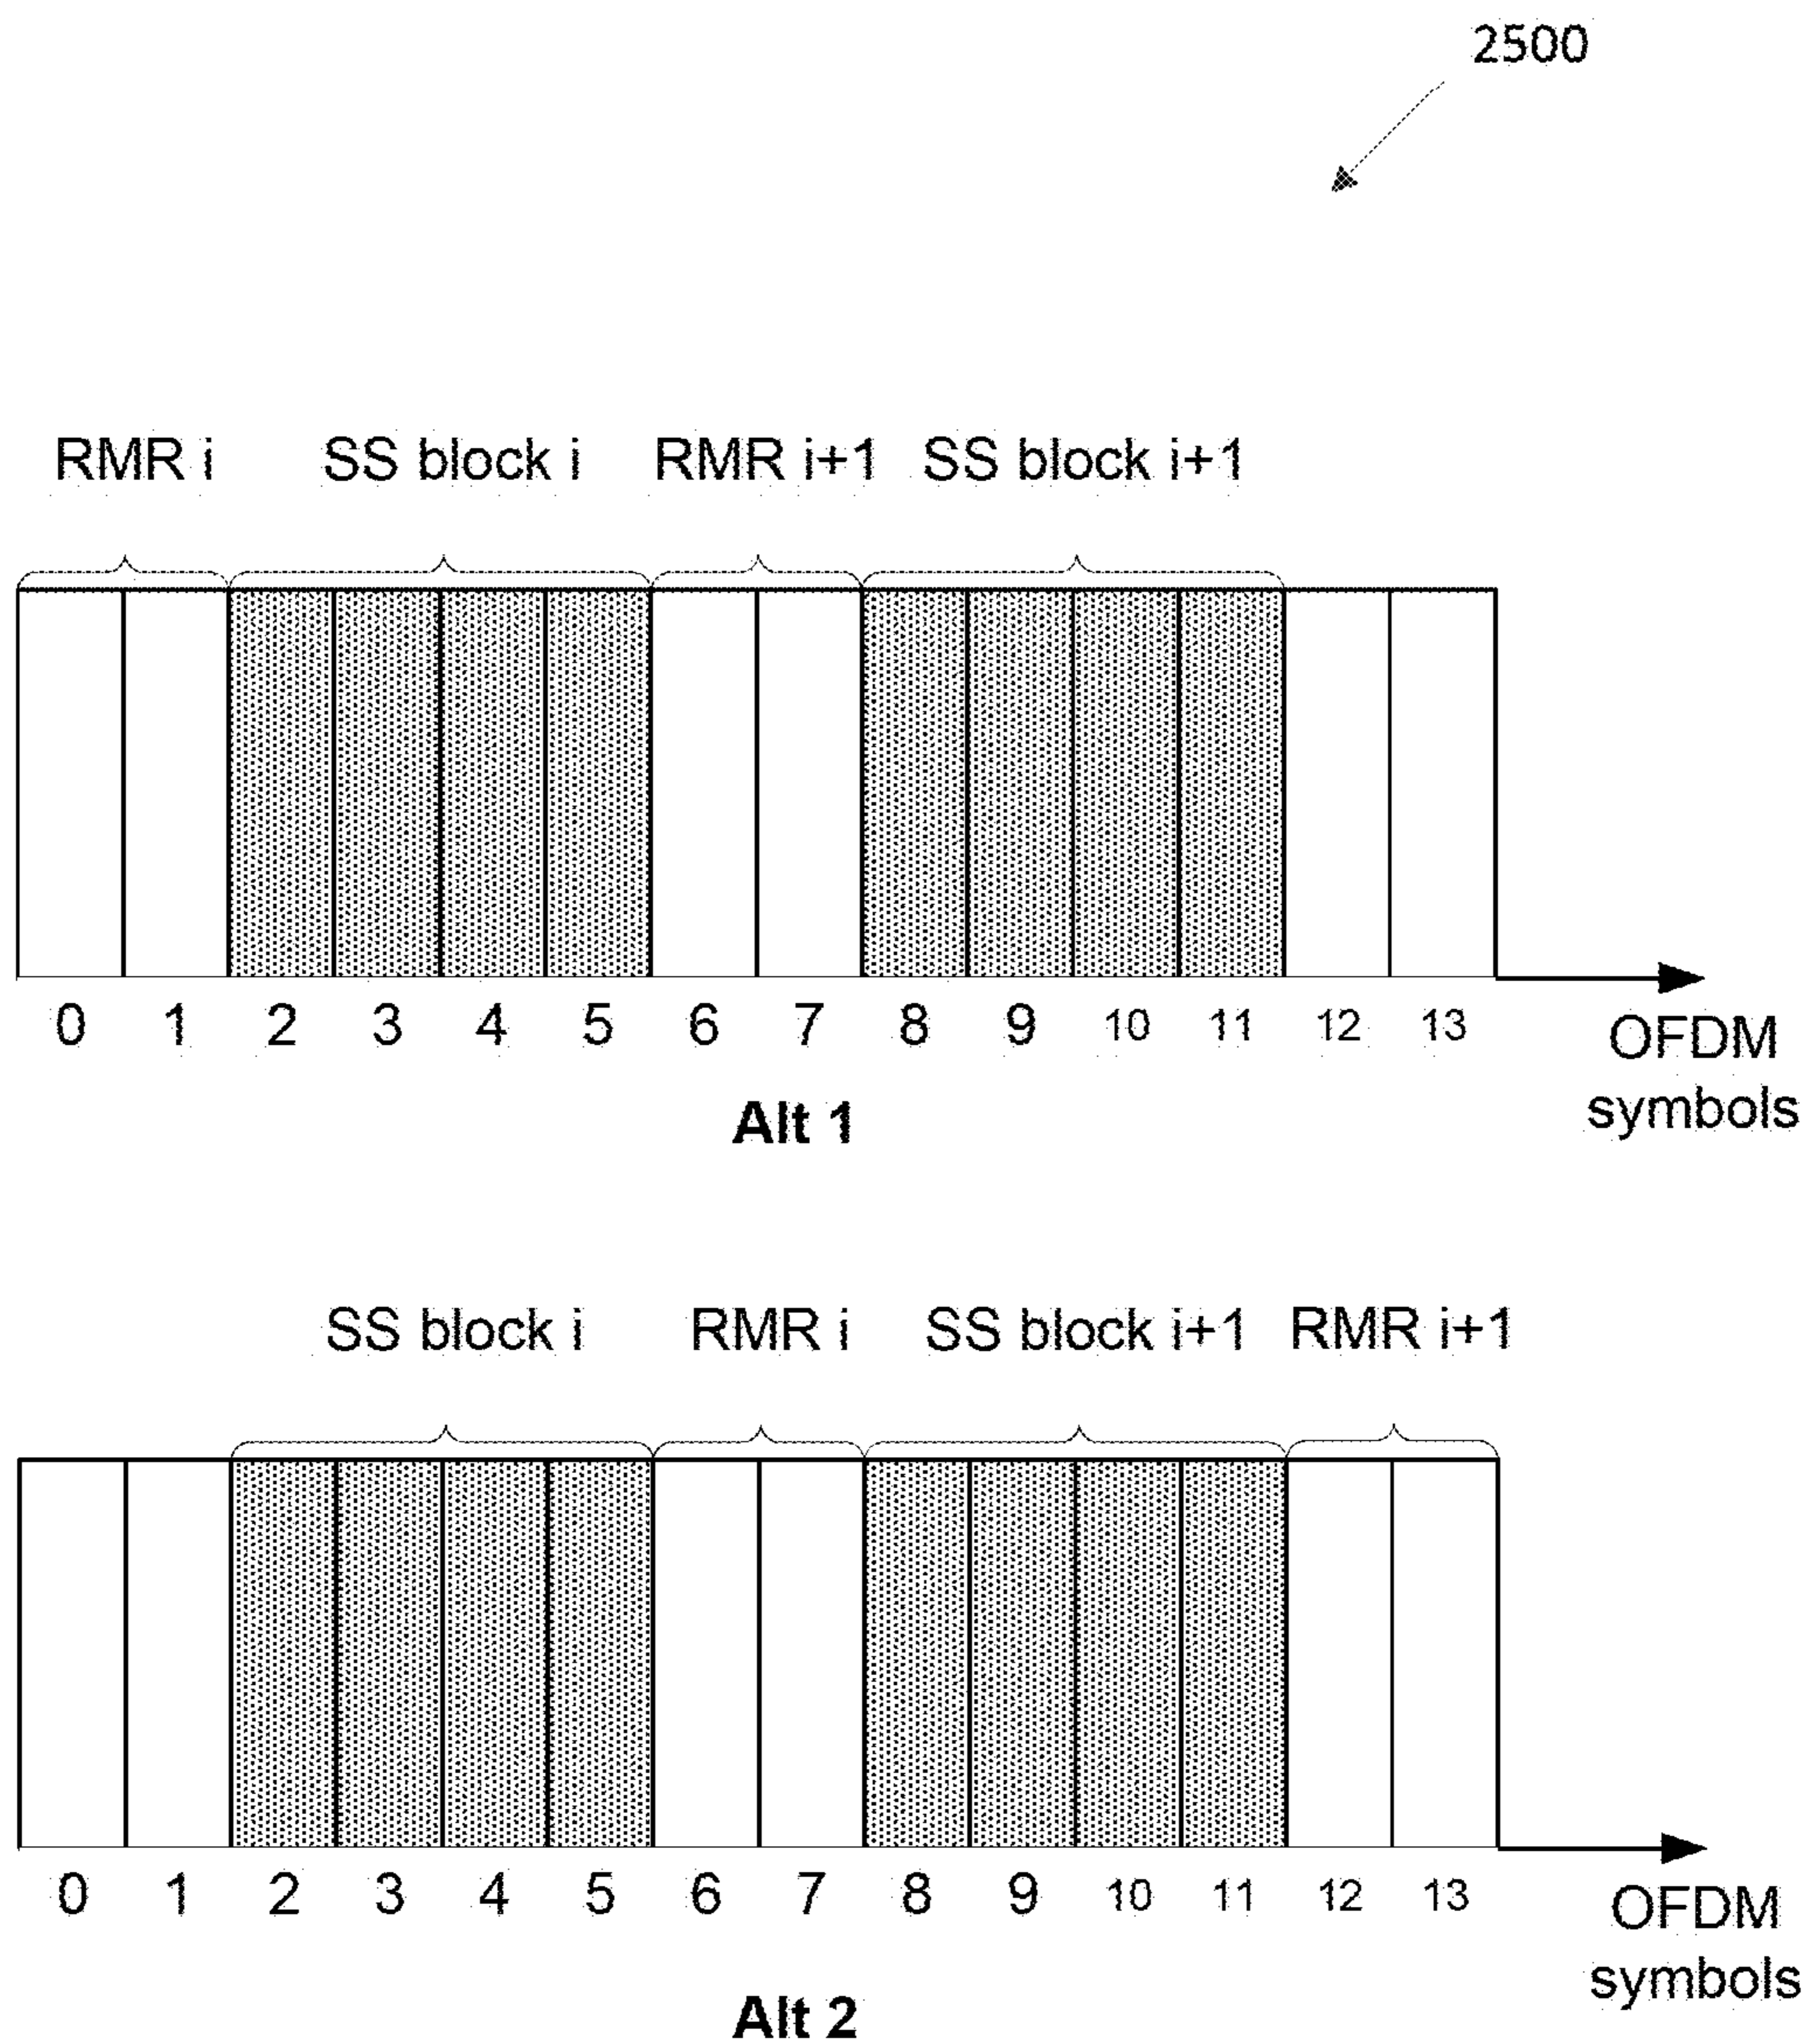 2500
RMR i SS block i RMR i+1 SS block i+1
0 1 2 3 4 5 6 7 8 9 10 11 12 13
OFDM
symbols
Alt 1
SS block i RMR i SS block i+1 RMR i+1
0 1 2 3 4 5 6 7 8 9 10 11 12 13
OFDM
symbols
Alt 2